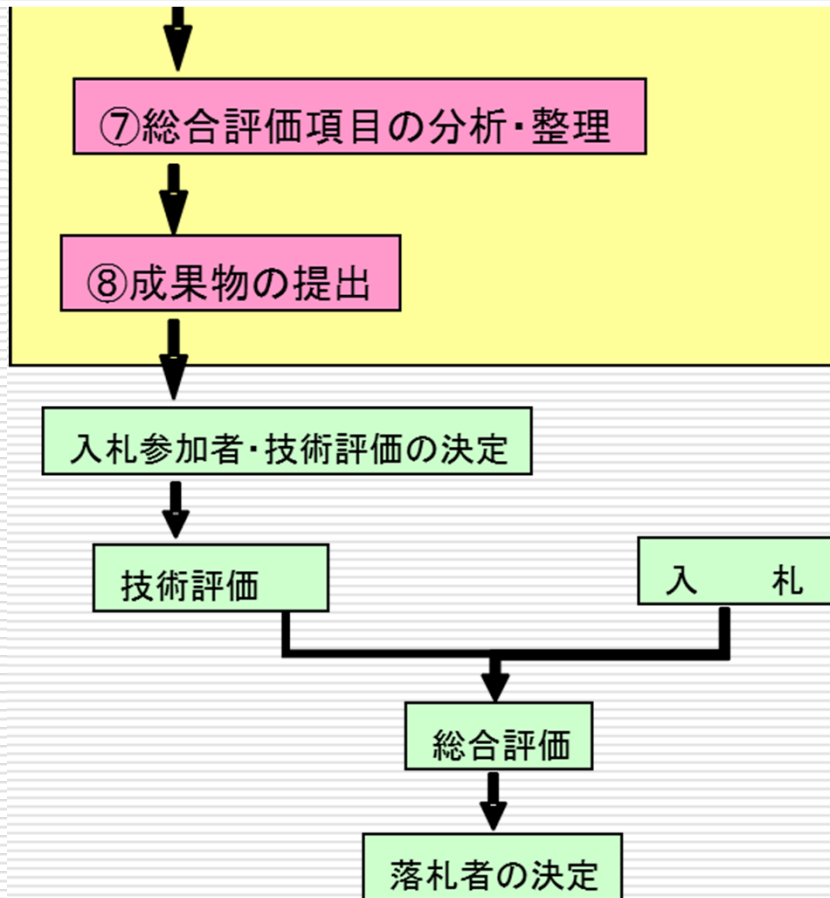 ⑦総合評価項目の分析・整理
⑧成果物の提出
入札参加者・技術評価の決定
技術評価
入　　札
総合評価
落札者の決定